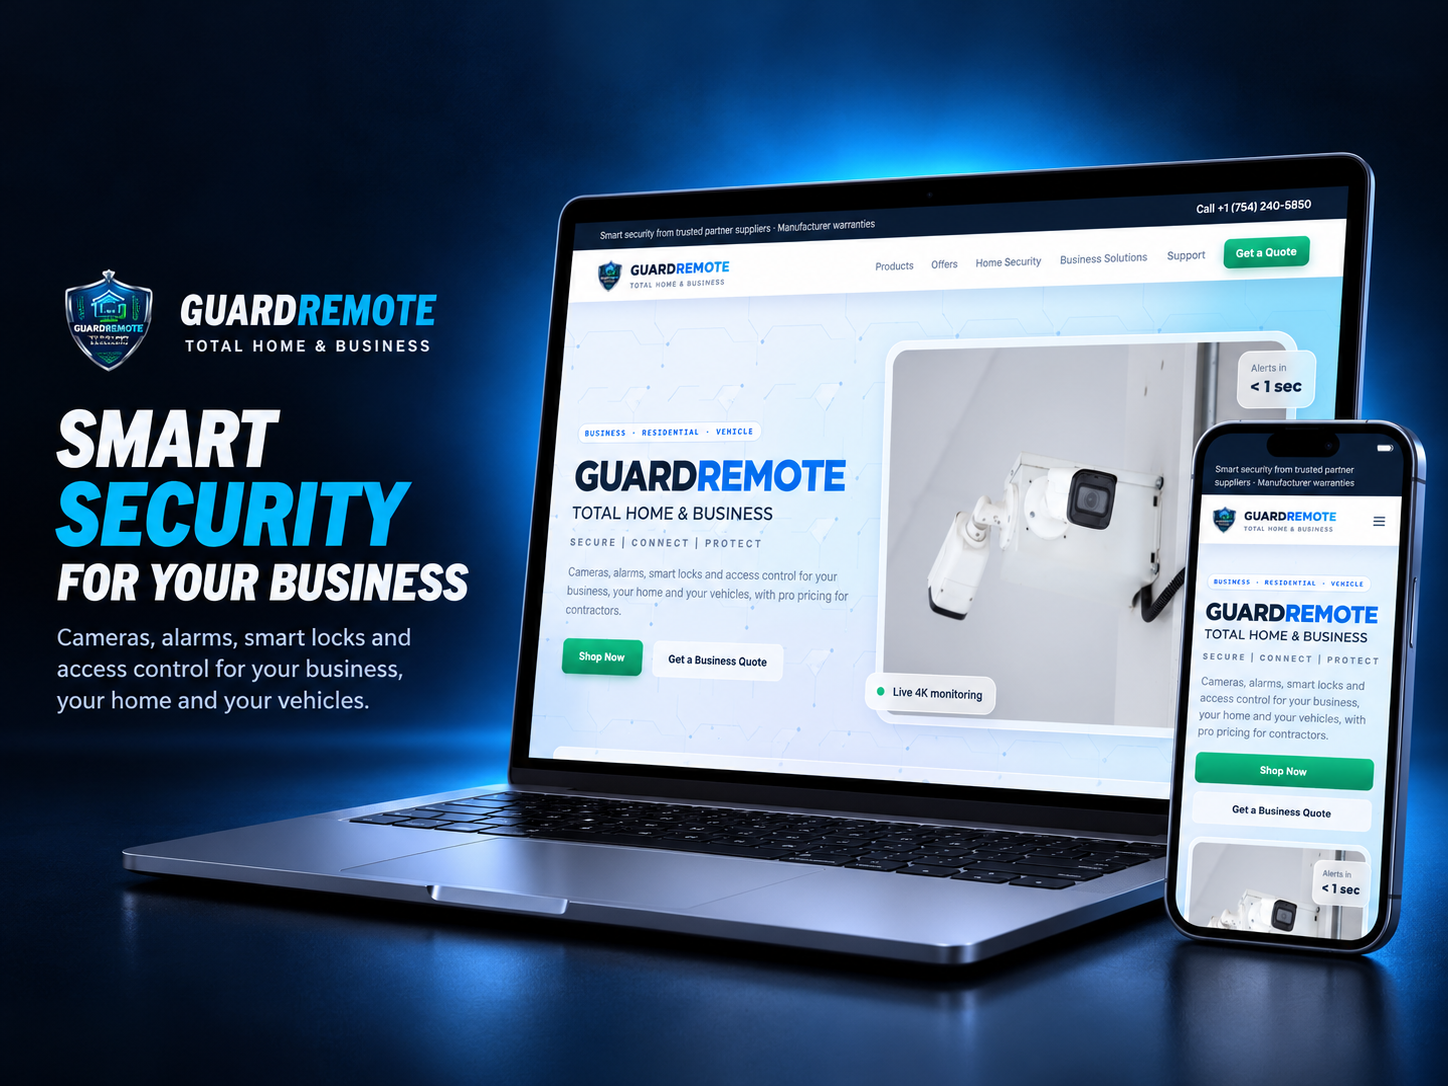 GUARDREMOTE
GUARDREMOTE
TOTAL HOME & BUSINESS
SMART
SECURITY
FOR YOUR BUSINESS
Cameras, alarms, smart locks and
access control for your business,
your home and your vehicles.
Smart security from trusted partner suppliers · Manufacturer warranties
Call +1 (754) 240-5850
GUARDREMOTE
TOTAL HOME & BUSINESS
Products
Offers
Home Security
Business Solutions
Support
Get a Quote
BUSINESS · RESIDENTIAL · VEHICLE
GUARDREMOTE
TOTAL HOME & BUSINESS
SECURE | CONNECT | PROTECT
Cameras, alarms, smart locks and access control for your
business, your home and your vehicles, with pro pricing for
contractors.
Shop Now
Get a Business Quote
Alerts in
< 1 sec
Live 4K monitoring
Smart security from trusted partner
suppliers · Manufacturer warranties
GUARDREMOTE
TOTAL HOME & BUSINESS
BUSINESS · RESIDENTIAL · VEHICLE
GUARDREMOTE
TOTAL HOME & BUSINESS
SECURE | CONNECT | PROTECT
Cameras, alarms, smart locks and
access control for your business,
your home and your vehicles, with
pro pricing for contractors.
Shop Now
Get a Business Quote
Alerts in
< 1 sec